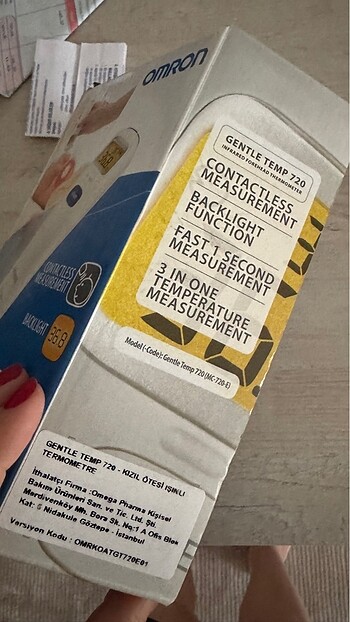 OMRON
GENTLE TEMP 720
INFRARED FOREHEAD THERMOMETER
CONTACTLESS
MEASUREMENT
BACKLIGHT
FUNCTION
FAST 1 SECOND
MEASUREMENT
3 IN ONE
TEMPERATURE
MEASUREMENT
Model (-Code): Gentle Temp 720 (MC-720-E)
CONTACTLESS
MEASUREMENT
BACKLIGHT
36.8
GENTLE TEMP 720 - KIZIL ÖTESİ IŞINLI
TERMOMETRE
İthalatçı Firma :Omega Pharma Kişisel
Bakım Ürünleri San. ve Tic. Ltd. Şti.
Merdivenköy Mh. Bora Sk. No:1 A Ofis Blok
Kat: 6 Nidakule Göztepe - İstanbul
Versiyon Kodu : OMRKOATGT720E01